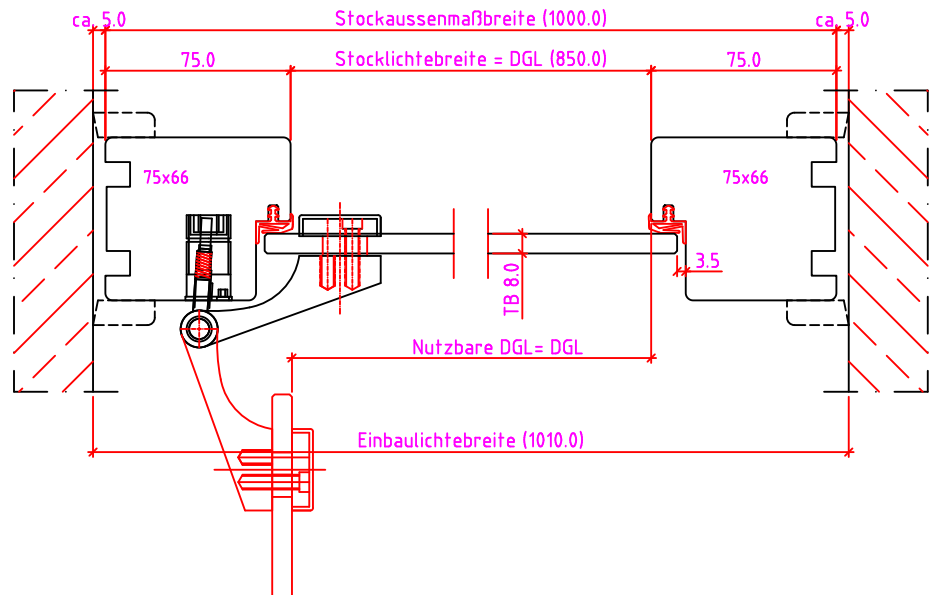 ca. 5.0
Stockaussenmaßbreite (1000.0)
ca. 5.0
75.0
Stocklichtebreite = DGL (850.0)
75.0
75x66
75x66
3.5
TB 8.0
Nutzbare DGL= DGL
Einbaulichtebreite (1010.0)